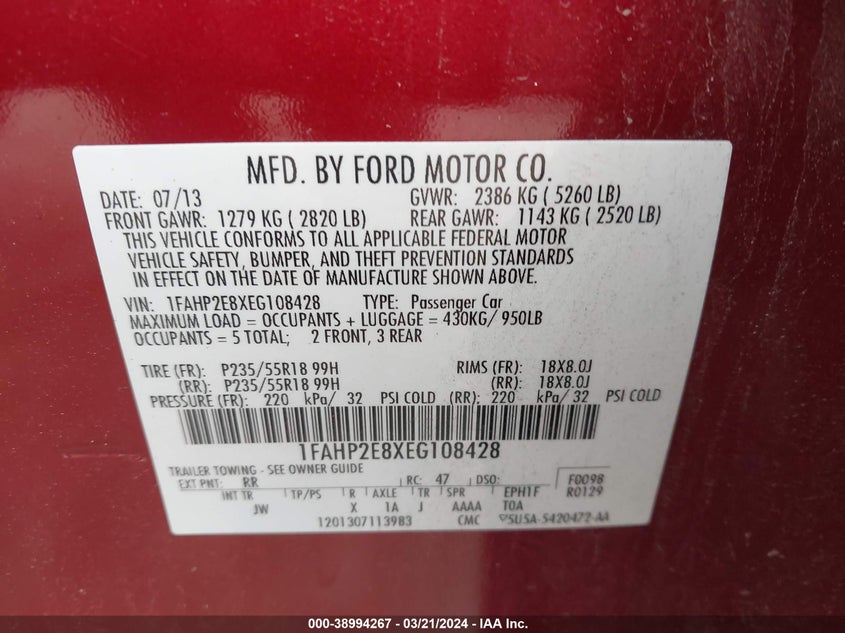 MFD. BY FORD MOTOR CO.
DATE: 07/13 GVWR: 2386 KG ( 5260 LB)
FRONT GAWR: 1279 KG ( 2820 LB) REAR GAWR: 1143 KG ( 2520 LB)
THIS VEHICLE CONFORMS TO ALL APPLICABLE FEDERAL MOTOR
VEHICLE SAFETY, BUMPER, AND THEFT PREVENTION STANDARDS
IN EFFECT ON THE DATE OF MANUFACTURE SHOWN ABOVE.
VIN: 1FAHP2E8XEG108428 TYPE: Passenger Car
MAXIMUM LOAD = OCCUPANTS + LUGGAGE = 430KG/ 950LB
OCCUPANTS = 5 TOTAL: 2 FRONT, 3 REAR
TIRE (FR): P235/55R18 99H RIMS (FR): 18X8.0J
(RR): P235/55R18 99H (RR): 18X8.0J
PRESSURE (FR): 220 kPa/ 32 PSI COLD (RR): 220 kPa/ 32 PSI COLD
1FAHP2E8XEG108428
TRAILER TOWING - SEE OWNER GUIDE
EXT PNT: RR RC: 47 DSO: F0098
INT TR TP/PS R AXLE TR SPR EPH1F R0129
JW X 1A J AAAA T0A
1201307113983 CMC 5U5A-5420472-AA
000-38994267 - 03/21/2024 - IAA Inc.